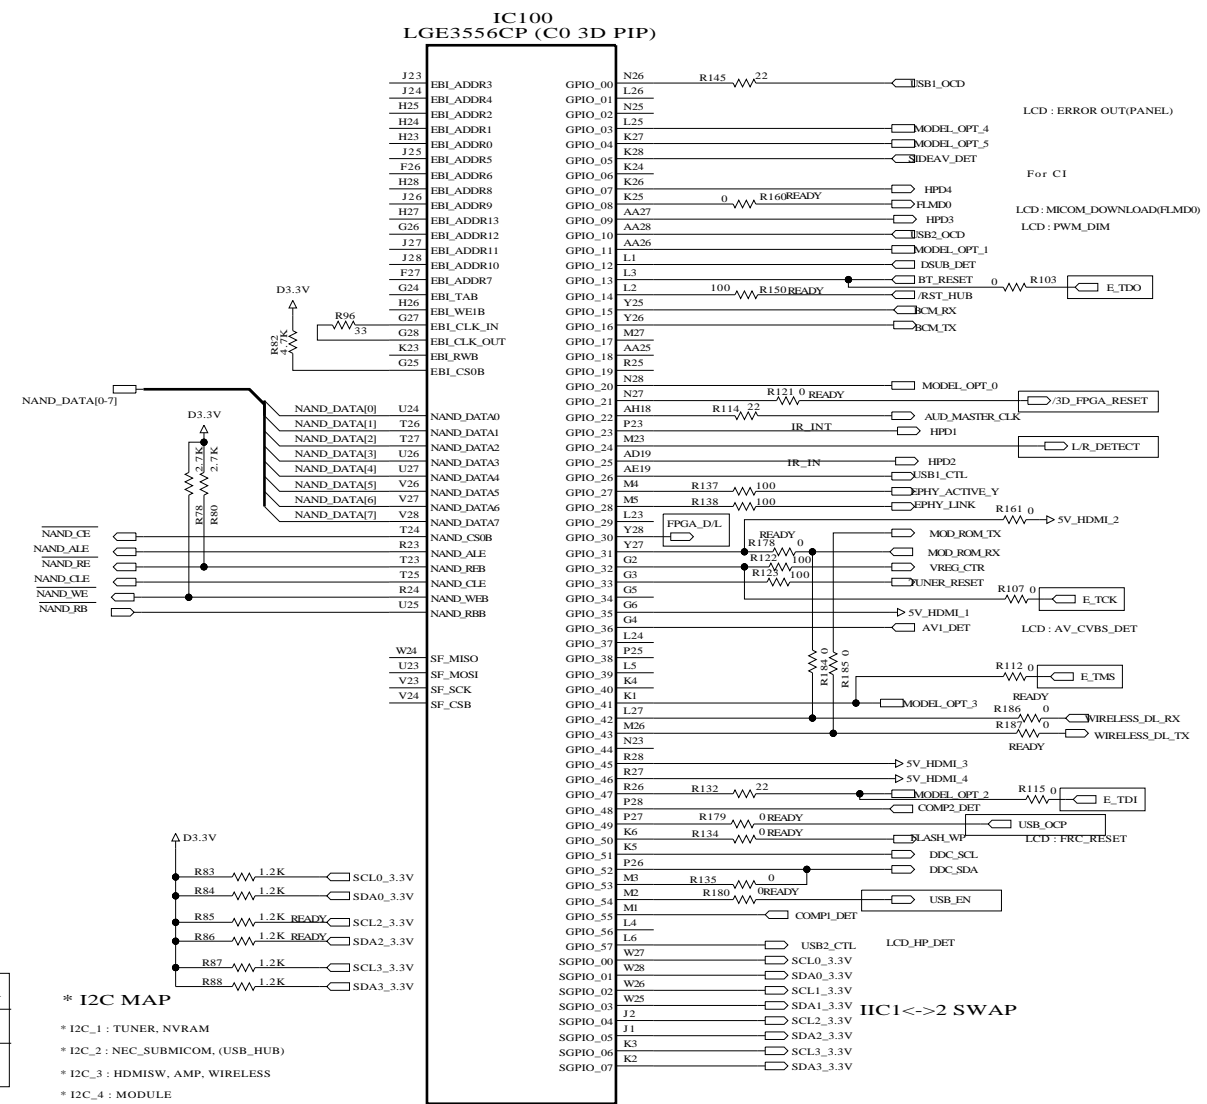 IC100
LGE3556CP (C0 3D PIP)
J23 EBI_ADDR3
J24 EBI_ADDR4
H25 EBI_ADDR2
H24 EBI_ADDR1
H23 EBI_ADDR0
J25 EBI_ADDR5
F26 EBI_ADDR6
H28 EBI_ADDR8
J26 EBI_ADDR9
H27 EBI_ADDR13
G26 EBI_ADDR12
J27 EBI_ADDR11
J28 EBI_ADDR10
F27 EBI_ADDR7
G24 EBI_TAB
H26 EBI_WE1B
G27 EBI_CLK_IN
G28 EBI_CLK_OUT
K23 EBI_RWB
G25 EBI_CS0B
D3.3V
R96
33
R82
4.7K
NAND_DATA[0-7]
D3.3V
2.7K
2.7K
R78
R80
NAND_DATA[0] U24 NAND_DATA0
NAND_DATA[1] T26 NAND_DATA1
NAND_DATA[2] T27 NAND_DATA2
NAND_DATA[3] U26 NAND_DATA3
NAND_DATA[4] U27 NAND_DATA4
NAND_DATA[5] V26 NAND_DATA5
NAND_DATA[6] V27 NAND_DATA6
NAND_DATA[7] V28 NAND_DATA7
NAND_CE T24 NAND_CS0B
NAND_ALE R23 NAND_ALE
NAND_RE T23 NAND_REB
NAND_CLE T25 NAND_CLE
NAND_WE R24 NAND_WEB
NAND_RB U25 NAND_RBB
W24 SF_MISO
U23 SF_MOSI
V23 SF_SCK
V24 SF_CSB
GPIO_00 N26 R145 22 USB1_OCD
GPIO_01 L26
GPIO_02 N25
GPIO_03 L25 MODEL_OPT_4
GPIO_04 K27 MODEL_OPT_5
GPIO_05 K28 SIDEAV_DET
GPIO_06 K24
GPIO_07 K26 HPD4
GPIO_08 K25 0 R160 READY FLMD0
GPIO_09 AA27 HPD3
GPIO_10 AA28 USB2_OCD
GPIO_11 AA26 MODEL_OPT_1
GPIO_12 L1 DSUB_DET
GPIO_13 L3 BT_RESET 0 R103 E_TDO
GPIO_14 L2 100 R150 READY /RST_HUB
GPIO_15 Y25 BCM_RX
GPIO_16 Y26 BCM_TX
GPIO_17 M27
GPIO_18 AA25
GPIO_19 R25
GPIO_20 N28 MODEL_OPT_0
GPIO_21 N27 R121 0 READY /3D_FPGA_RESET
GPIO_22 AH18 R114 22 AUD_MASTER_CLK
GPIO_23 P23 IR_INT HPD1
GPIO_24 M23 L/R_DETECT
GPIO_25 AD19 IR_IN HPD2
GPIO_26 AE19 USB1_CTL
GPIO_27 M4 R137 100 EPHY_ACTIVE_Y
GPIO_28 M5 R138 100 EPHY_LINK
GPIO_29 L23 R161 0 5V_HDMI_2
GPIO_30 Y28 FPGA_D/L MOD_ROM_TX
GPIO_31 Y27 READY R178 0 MOD_ROM_RX
GPIO_32 G2 R122 100 VREG_CTR
GPIO_33 G3 R123 100 TUNER_RESET
GPIO_34 G5 R107 0 E_TCK
GPIO_35 G6 5V_HDMI_1
GPIO_36 G4 AV1_DET
GPIO_37 L24
GPIO_38 P25
GPIO_39 L5
GPIO_40 K4
GPIO_41 K1 MODEL_OPT_3
GPIO_42 L27
GPIO_43 M26
GPIO_44 N23
GPIO_45 R28 5V_HDMI_3
GPIO_46 R27 5V_HDMI_4
GPIO_47 R26 R132 22 MODEL_OPT_2 R115 0 E_TDI
GPIO_48 P28 COMP2_DET
GPIO_49 P27 R179 0 READY USB_OCP
GPIO_50 K6 R134 0 READY FLASH_WP
GPIO_51 K5 DDC_SCL
GPIO_52 P26 DDC_SDA
GPIO_53 M3 R135 0
GPIO_54 M2 R180 0 READY USB_EN
GPIO_55 M1 COMP1_DET
GPIO_56 L4
GPIO_57 L6 USB2_CTL
SGPIO_00 W27 SCL0_3.3V
SGPIO_01 W28 SDA0_3.3V
SGPIO_02 W26 SCL1_3.3V
SGPIO_03 W25 SDA1_3.3V
SGPIO_04 J2 SCL2_3.3V
SGPIO_05 J1 SDA2_3.3V
SGPIO_06 K3 SCL3_3.3V
SGPIO_07 K2 SDA3_3.3V
R184 0
R185 0
R112 0 E_TMS
READY
R186 0 WIRELESS_DL_RX
R187 0 WIRELESS_DL_TX
READY
LCD : ERROR OUT(PANEL)
For CI
LCD : MICOM_DOWNLOAD(FLMD0)
LCD : PWM_DIM
LCD : AV_CVBS_DET
LCD : FRC_RESET
LCD_HP_DET
IIC1<->2 SWAP
D3.3V
R83 1.2K SCL0_3.3V
R84 1.2K SDA0_3.3V
R85 1.2K READY SCL2_3.3V
R86 1.2K READY SDA2_3.3V
R87 1.2K SCL3_3.3V
R88 1.2K SDA3_3.3V
* I2C MAP
* I2C_1 : TUNER, NVRAM
* I2C_2 : NEC_SUBMICOM, (USB_HUB)
* I2C_3 : HDMISW, AMP, WIRELESS
* I2C_4 : MODULE